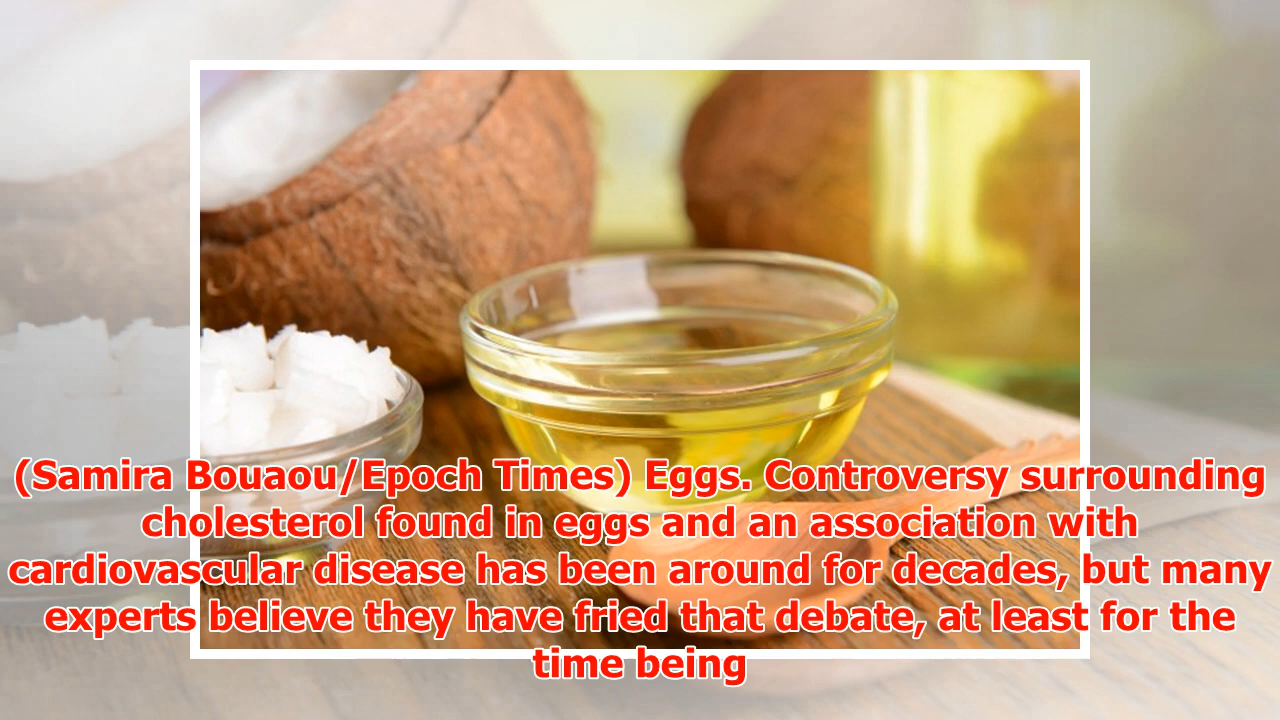 (Samira Bouaou/Epoch Times) Eggs. Controversy surrounding
cholesterol found in eggs and an association with
cardiovascular disease has been around for decades, but many
experts believe they have fried that debate, at least for the
time being